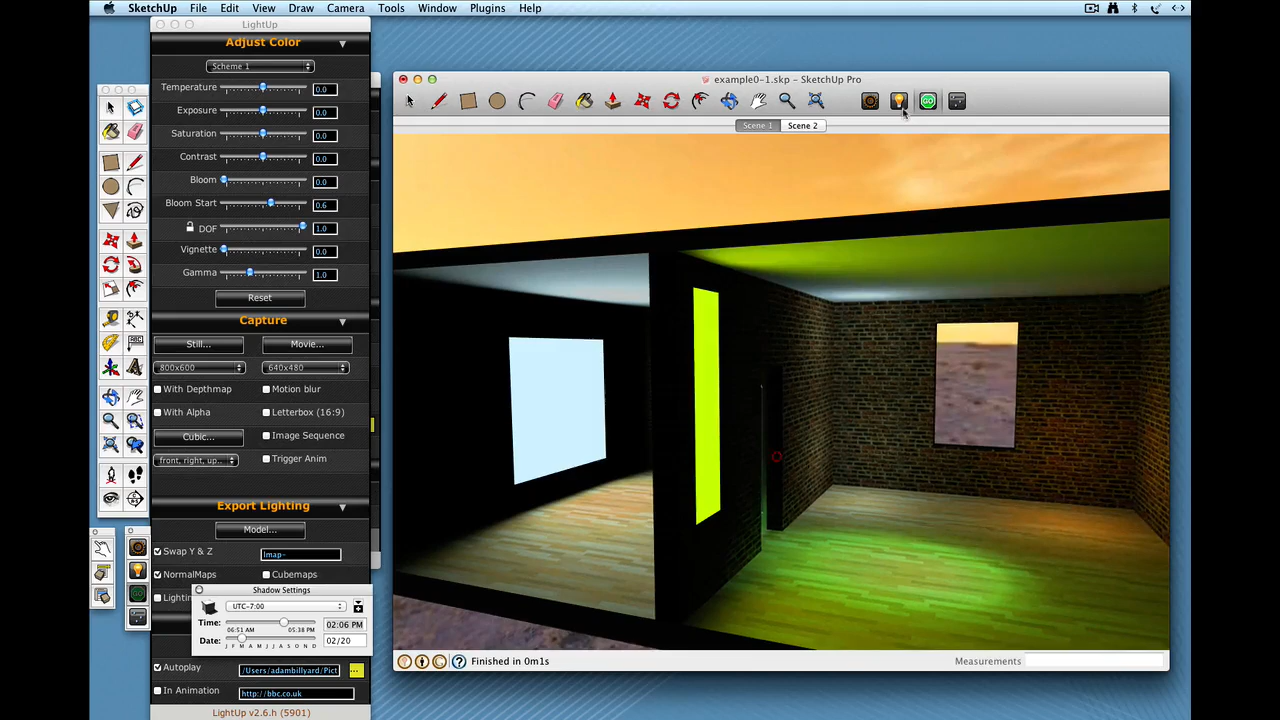 SketchUp File Edit View Draw Camera Tools Window Plugins Help
LightUp
Adjust Color
Scheme 1
Temperature 0.0
Exposure 0.0
Saturation 0.0
Contrast 0.0
Bloom 0.0
Bloom Start 0.6
DOF 1.0
Vignette 0.0
Gamma 1.0
Reset
Capture
Still... Movie...
800x600 640x480
With Depthmap Motion blur
With Alpha Letterbox (16:9)
Cubic... Image Sequence
front, right, up... Trigger Anim
Export Lighting
Model...
Swap Y & Z lmap-
NormalMaps Cubemaps
Shadow Settings
UTC-7:00
Time: 02:06 PM
06:51 AM 05:38 PM
Date: 02/20
J F M A M J J A S O N D
Autoplay /Users/adambillyard/Pict ...
In Animation http://bbc.co.uk
LightUp v2.6.h (5901)
example0-1.skp - SketchUp Pro
GO
Scene 1 Scene 2
Finished in 0m1s Measurements